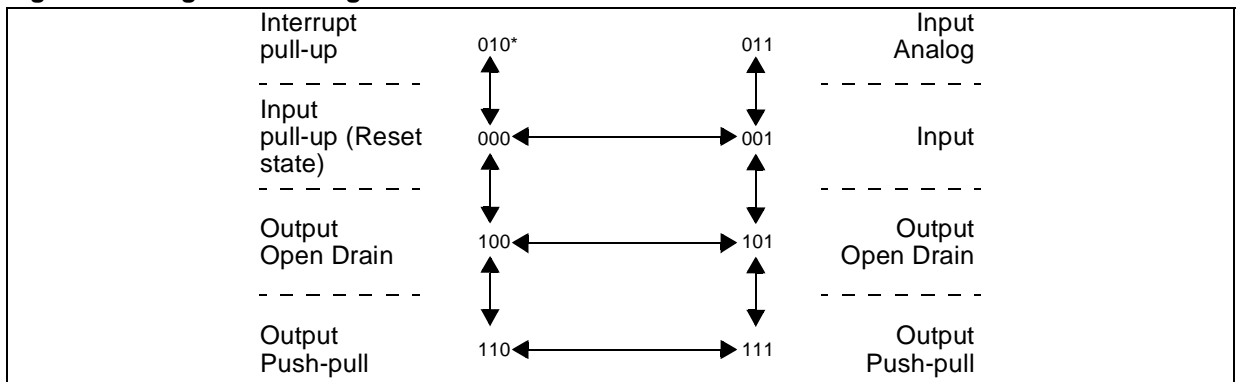 Interrupt
pull-up
010*
011
Input
Analog
Input
pull-up (Reset
state)
000
001
Input
Output
Open Drain
100
101
Output
Open Drain
Output
Push-pull
110
111
Output
Push-pull